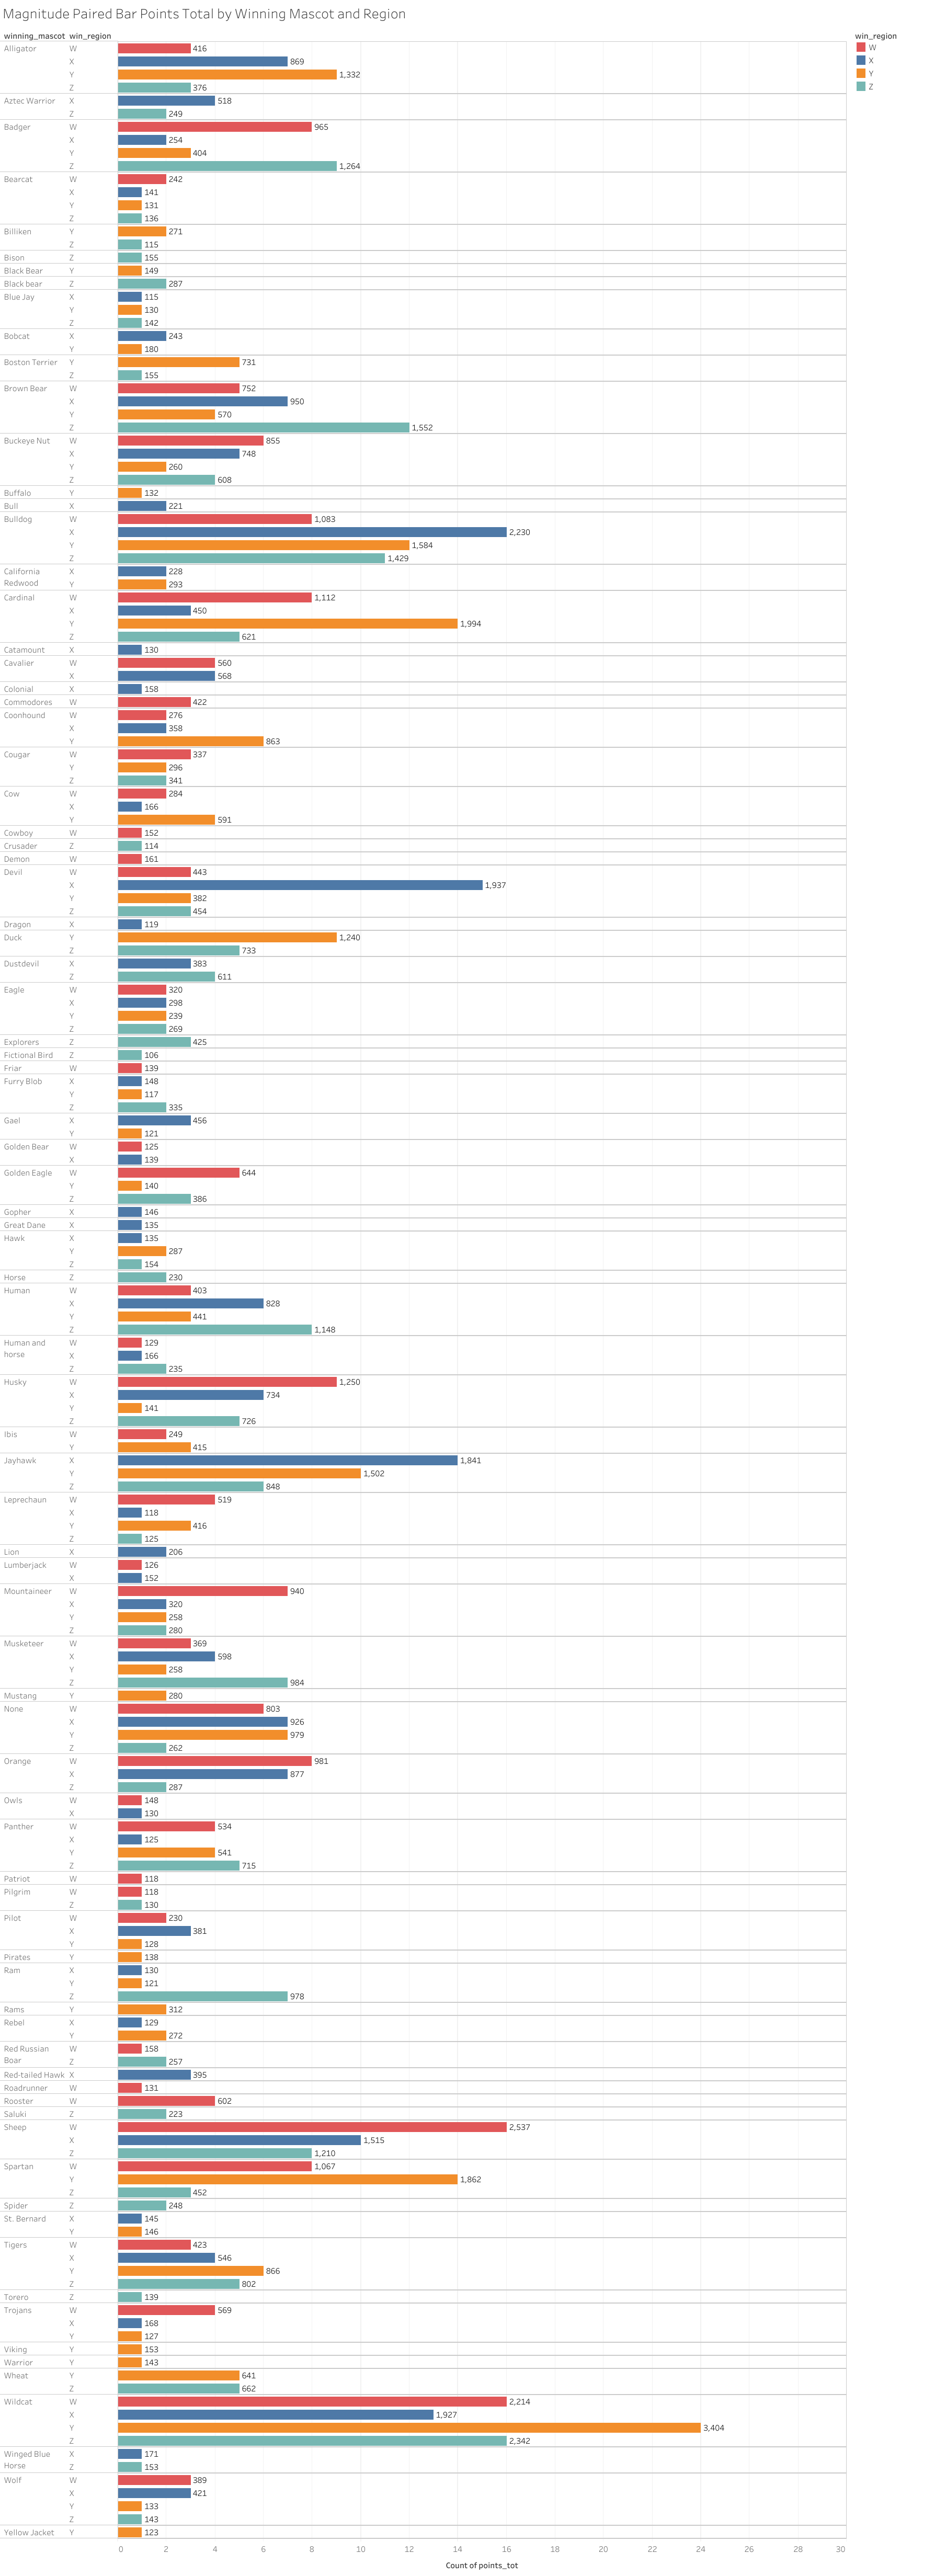 Magnitude Paired Bar Points Total by Winning Mascot and Region
winning_mascot win_region
win_region
W
X
Y
Z
Alligator W 416
X 869
Y 1,332
Z 376
Aztec Warrior X 518
Z 249
Badger W 965
X 254
Y 404
Z 1,264
Bearcat W 242
X 141
Y 131
Z 136
Billiken Y 271
Z 115
Bison Z 155
Black Bear Y 149
Black bear Z 287
Blue Jay X 115
Y 130
Z 142
Bobcat X 243
Y 180
Boston Terrier Y 731
Z 155
Brown Bear W 752
X 950
Y 570
Z 1,552
Buckeye Nut W 855
X 748
Y 260
Z 608
Buffalo Y 132
Bull X 221
Bulldog W 1,083
X 2,230
Y 1,584
Z 1,429
California X 228
Redwood Y 293
Cardinal W 1,112
X 450
Y 1,994
Z 621
Catamount X 130
Cavalier W 560
X 568
Colonial X 158
Commodores W 422
Coonhound W 276
X 358
Y 863
Cougar W 337
Y 296
Z 341
Cow W 284
X 166
Y 591
Cowboy W 152
Crusader Z 114
Demon W 161
Devil W 443
X 1,937
Y 382
Z 454
Dragon X 119
Duck Y 1,240
Z 733
Dustdevil X 383
Z 611
Eagle W 320
X 298
Y 239
Z 269
Explorers Z 425
Fictional Bird Z 106
Friar W 139
Furry Blob X 148
Y 117
Z 335
Gael X 456
Y 121
Golden Bear W 125
X 139
Golden Eagle W 644
Y 140
Z 386
Gopher X 146
Great Dane X 135
Hawk X 135
Y 287
Z 154
Horse Z 230
Human W 403
X 828
Y 441
Z 1,148
Human and W 129
horse X 166
Z 235
Husky W 1,250
X 734
Y 141
Z 726
Ibis W 249
Y 415
Jayhawk X 1,841
Y 1,502
Z 848
Leprechaun W 519
X 118
Y 416
Z 125
Lion X 206
Lumberjack W 126
X 152
Mountaineer W 940
X 320
Y 258
Z 280
Musketeer W 369
X 598
Y 258
Z 984
Mustang Y 280
None W 803
X 926
Y 979
Z 262
Orange W 981
X 877
Z 287
Owls W 148
X 130
Panther W 534
X 125
Y 541
Z 715
Patriot W 118
Pilgrim W 118
Z 130
Pilot W 230
X 381
Y 128
Pirates Y 138
Ram X 130
Y 121
Z 978
Rams Y 312
Rebel X 129
Y 272
Red Russian W 158
Boar Z 257
Red-tailed Hawk X 395
Roadrunner W 131
Rooster W 602
Saluki Z 223
Sheep W 2,537
X 1,515
Z 1,210
Spartan W 1,067
Y 1,862
Z 452
Spider Z 248
St. Bernard X 145
Y 146
Tigers W 423
X 546
Y 866
Z 802
Torero Z 139
Trojans W 569
X 168
Y 127
Viking Y 153
Warrior Y 143
Wheat Y 641
Z 662
Wildcat W 2,214
X 1,927
Y 3,404
Z 2,342
Winged Blue X 171
Horse Z 153
Wolf W 389
X 421
Y 133
Z 143
Yellow Jacket Y 123
0 2 4 6 8 10 12 14 16 18 20 22 24 26 28 30
Count of points_tot